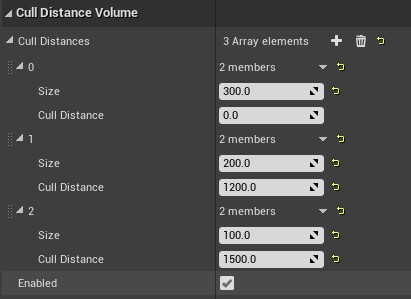 Cull Distance Volume
Cull Distances 3 Array elements
0 2 members
Size 300.0
Cull Distance 0.0
1 2 members
Size 200.0
Cull Distance 1200.0
2 2 members
Size 100.0
Cull Distance 1500.0
Enabled